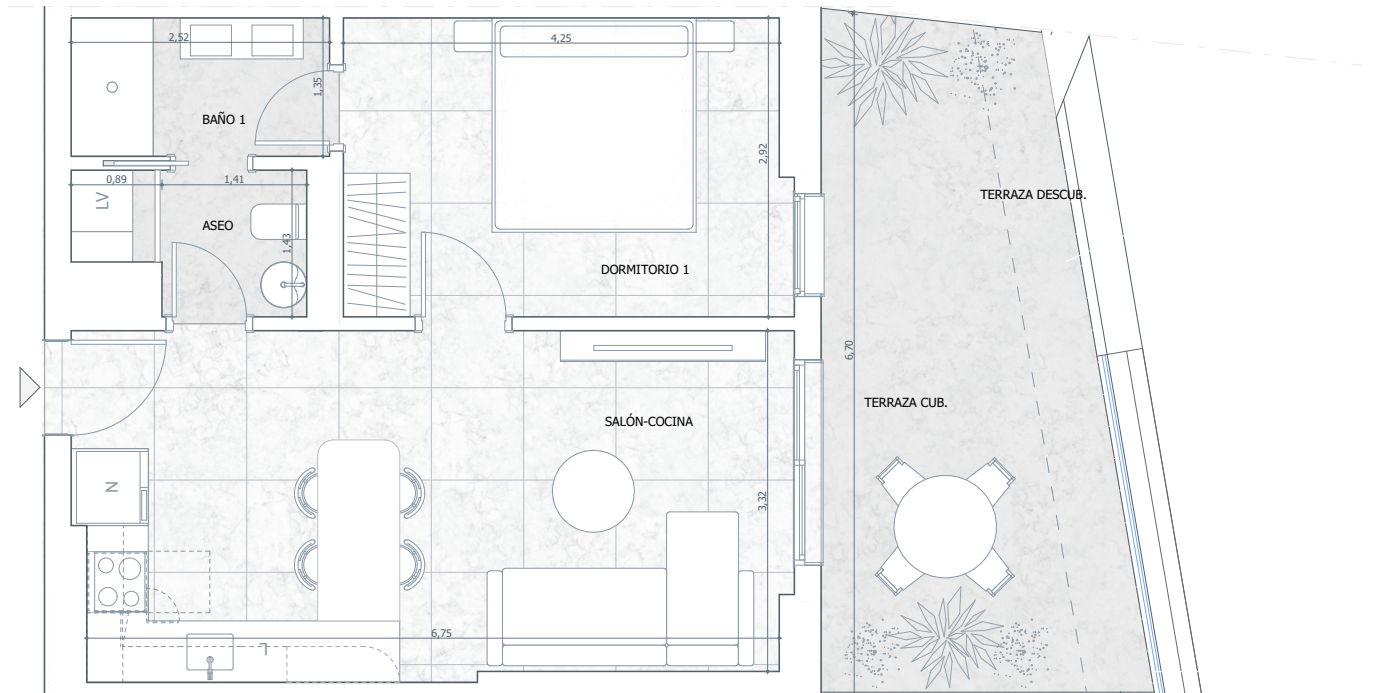 2,52
4,25
1,35
BAÑO 1
2,92
0,89
1,41
LV
TERRAZA DESCUB.
ASEO
1,43
DORMITORIO 1
6,70
TERRAZA CUB.
SALÓN-COCINA
N
3,32
6,75
L